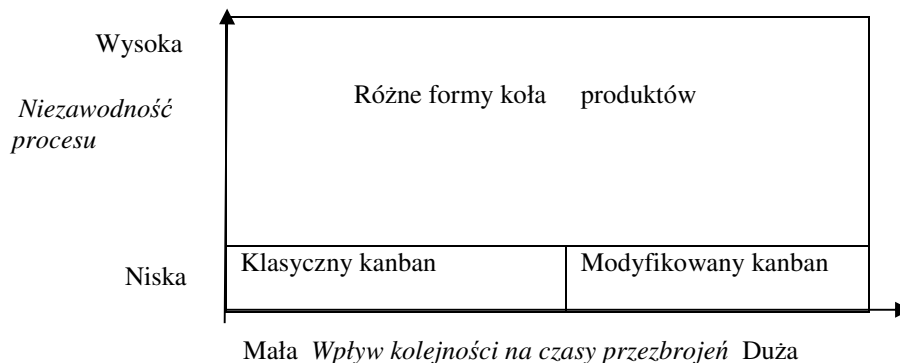 Wysoka
Niezawodność
procesu
Różne formy koła produktów
Niska
Klasyczny kanban
Modyfikowany kanban
Mała Wpływ kolejności na czasy przezbrojeń Duża